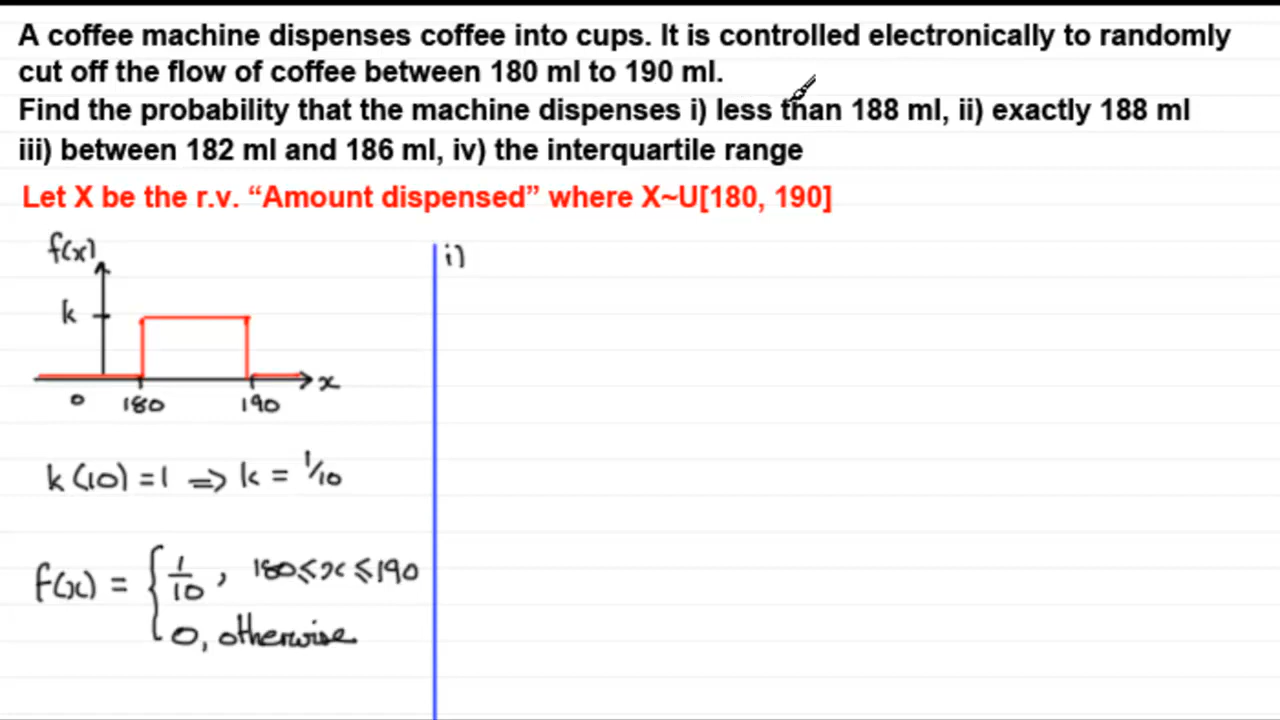 A coffee machine dispenses coffee into cups. It is controlled electronically to randomly
cut off the flow of coffee between 180 ml to 190 ml.
Find the probability that the machine dispenses i) less than 188 ml, ii) exactly 188 ml
iii) between 182 ml and 186 ml, iv) the interquartile range
Let X be the r.v. “Amount dispensed” where X~U[180, 190]
f(x)
k
x
0 180 190
k(10) = 1 ⇒ k = 1/10
f(x) = { 1/10, 180 ≤ x ≤ 190
0, otherwise
i)